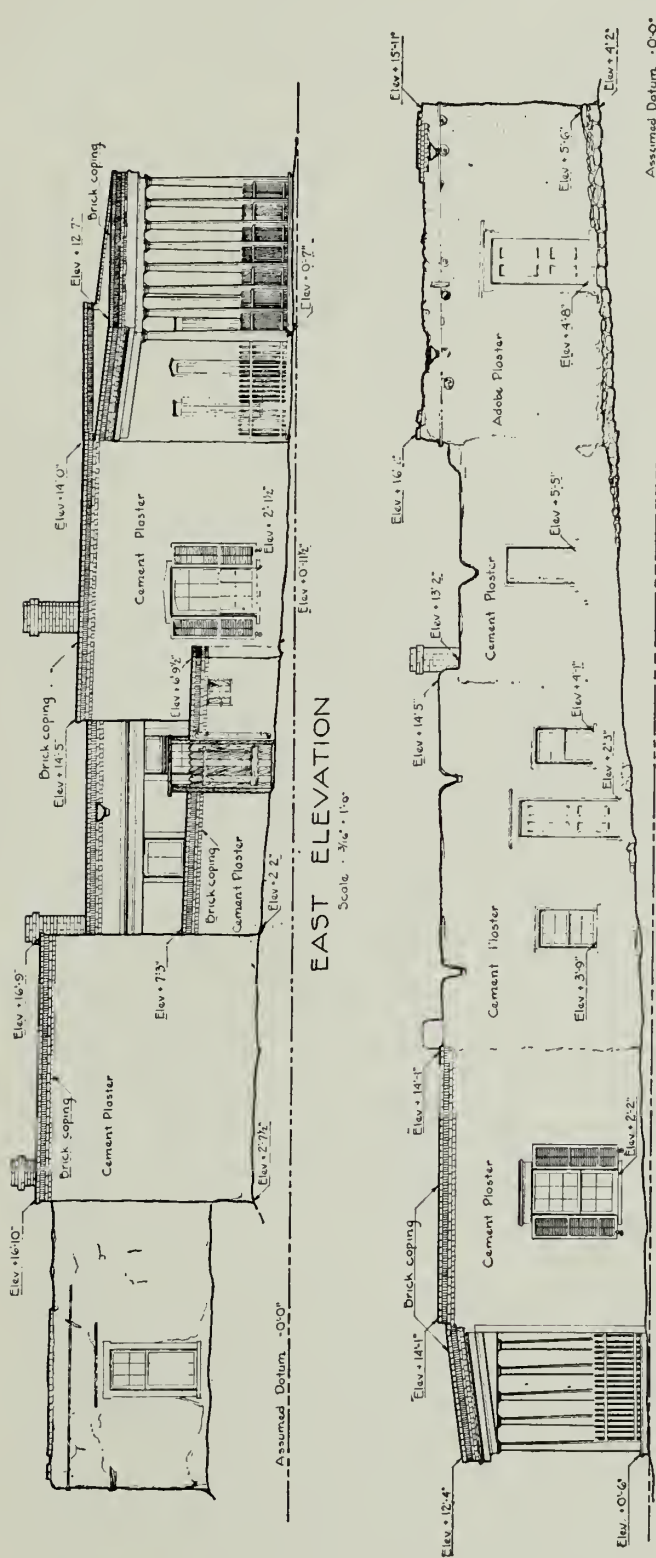 Elev + 16'-10"
Elev + 16'-9"
Brick coping
Cement Plaster
Elev + 2'-7½"
Assumed Datum - 0'-0"
Brick coping
Elev + 14'-5"
Elev + 7'-3"
Brick coping
Cement Plaster
Elev + 2'-2"
Elev + 6'-9½"
Elev + 14'-0"
Cement Plaster
Elev + 2'-1½"
Elev + 0'-11½"
Elev + 12'-7"
Brick coping
Elev + 0'-7"
EAST ELEVATION
Scale - 3/16" = 1'-0"
Elev + 12'-4"
Elev + 14'-1"
Brick coping
Elev + 14'-1"
Cement Plaster
Elev + 2'-2"
Elev. + 0'-6"
Cement Plaster
Elev + 3'-9"
Elev + 14'-5"
Elev + 13'-2"
Elev + 4'-1"
Elev + 2'-3"
Cement Plaster
Elev + 5'-5"
Adobe Plaster
Elev + 4'-8"
Elev + 5'-6"
Elev + 15'-11"
Elev + 4'-2"
Assumed Datum - 0'-0"